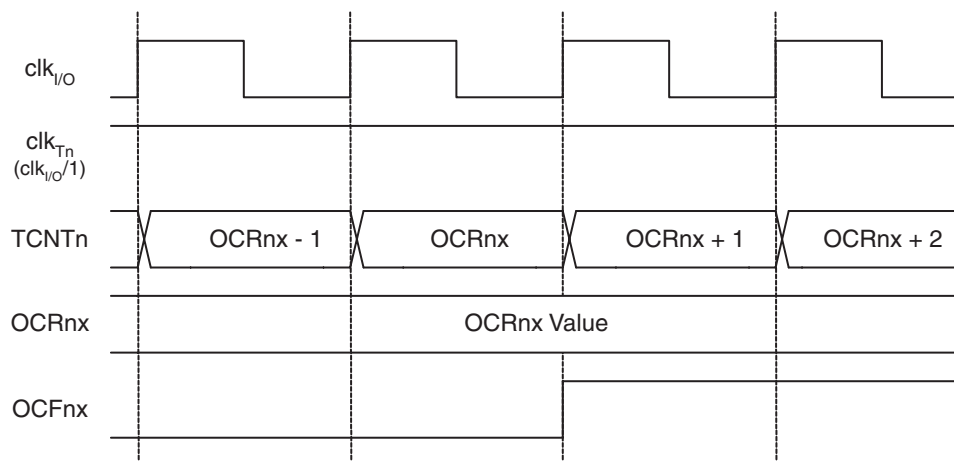 clkI/O
clkTn
(clkI/O/1)
TCNTn OCRnx - 1 OCRnx OCRnx + 1 OCRnx + 2
OCRnx OCRnx Value
OCFnx